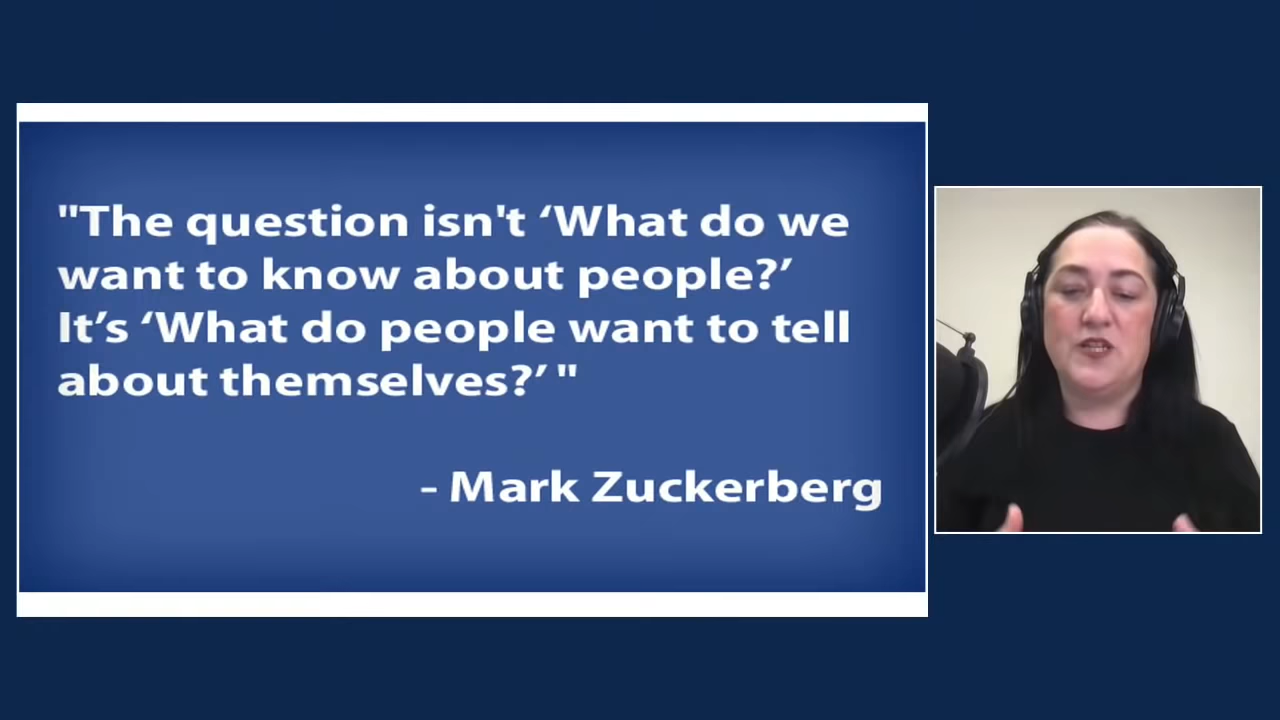 "The question isn't ‘What do we
want to know about people?’
It’s ‘What do people want to tell
about themselves?’ "
- Mark Zuckerberg